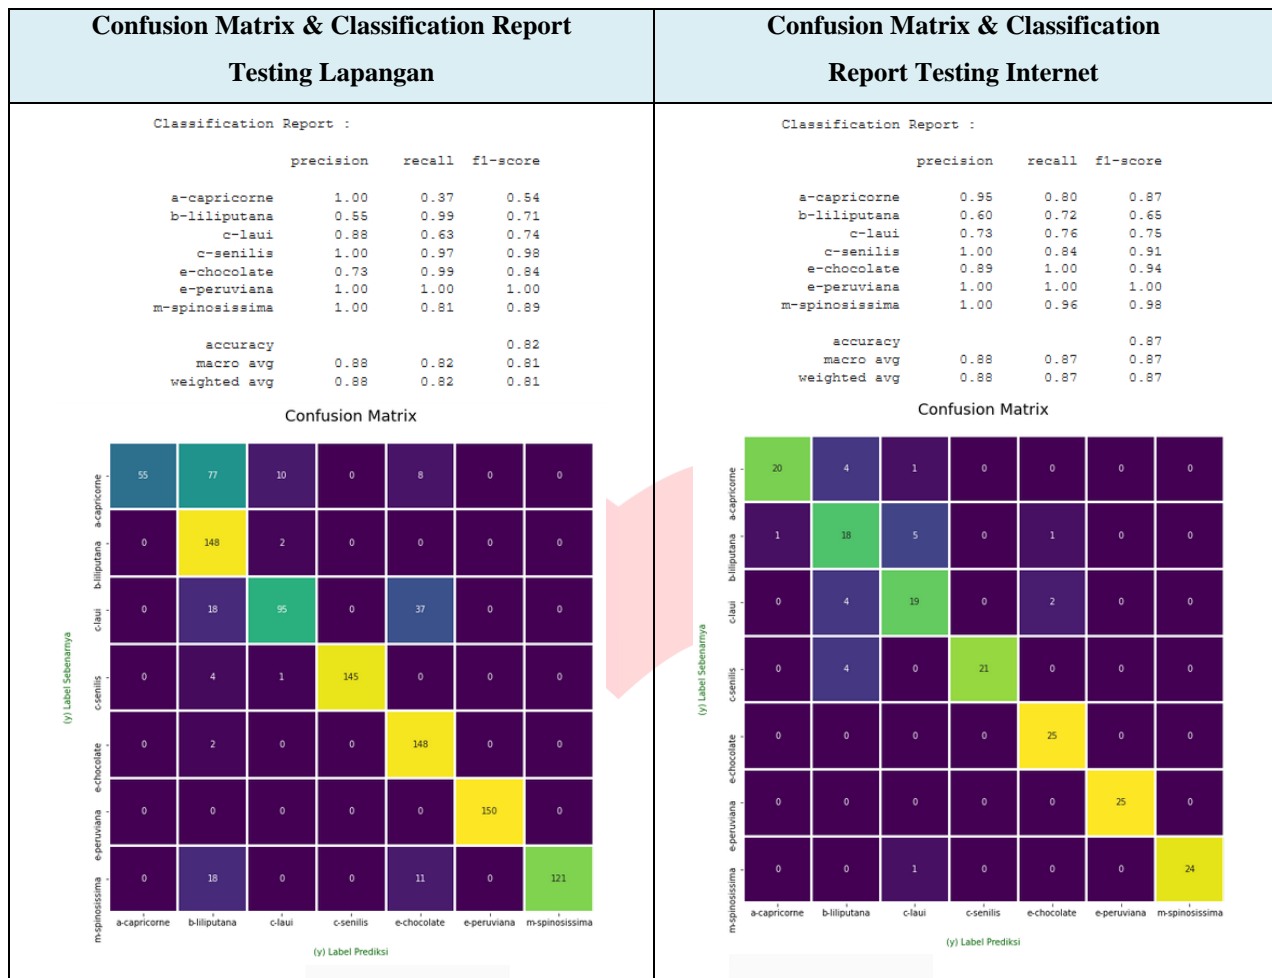 Confusion Matrix & Classification Report
Testing Lapangan
Classification Report :
precision recall f1-score
a-capricorne 1.00 0.37 0.54
b-liliputana 0.55 0.99 0.71
c-laui 0.88 0.63 0.74
c-senilis 1.00 0.97 0.98
e-chocolate 0.73 0.99 0.84
e-peruviana 1.00 1.00 1.00
m-spinosissima 1.00 0.81 0.89
accuracy 0.82
macro avg 0.88 0.82 0.81
weighted avg 0.88 0.82 0.81
Confusion Matrix
a-capricorne 55 77 10 0 8 0 0
b-liliputana 0 148 2 0 0 0 0
c-laui 0 18 95 0 37 0 0
c-senilis 0 4 1 145 0 0 0
e-chocolate 0 2 0 0 148 0 0
e-peruviana 0 0 0 0 0 150 0
m-spinosissima 0 18 0 0 11 0 121
(y) Label Sebenarnya
a-capricorne b-liliputana c-laui c-senilis e-chocolate e-peruviana m-spinosissima
(y) Label Prediksi
Confusion Matrix & Classification
Report Testing Internet
Classification Report :
precision recall f1-score
a-capricorne 0.95 0.80 0.87
b-liliputana 0.60 0.72 0.65
c-laui 0.73 0.76 0.75
c-senilis 1.00 0.84 0.91
e-chocolate 0.89 1.00 0.94
e-peruviana 1.00 1.00 1.00
m-spinosissima 1.00 0.96 0.98
accuracy 0.87
macro avg 0.88 0.87 0.87
weighted avg 0.88 0.87 0.87
Confusion Matrix
a-capricorne 20 4 1 0 0 0 0
b-liliputana 1 18 5 0 1 0 0
c-laui 0 4 19 0 2 0 0
c-senilis 0 4 0 21 0 0 0
e-chocolate 0 0 0 0 25 0 0
e-peruviana 0 0 0 0 0 25 0
m-spinosissima 0 0 1 0 0 0 24
(y) Label Sebenarnya
a-capricorne b-liliputana c-laui c-senilis e-chocolate e-peruviana m-spinosissima
(y) Label Prediksi